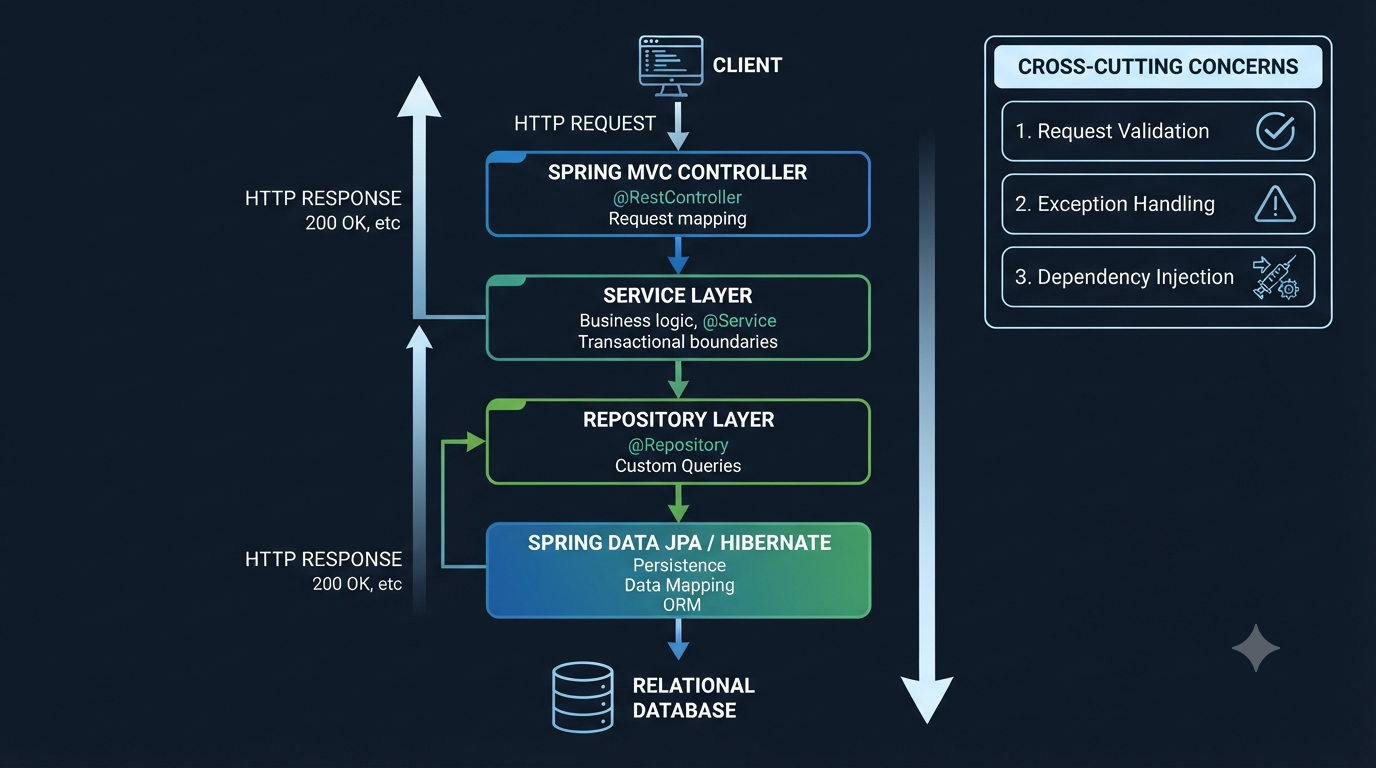 CLIENT
HTTP REQUEST
SPRING MVC CONTROLLER
@RestController
Request mapping
HTTP RESPONSE
200 OK, etc
SERVICE LAYER
Business logic, @Service
Transactional boundaries
REPOSITORY LAYER
@Repository
Custom Queries
SPRING DATA JPA / HIBERNATE
Persistence
Data Mapping
ORM
HTTP RESPONSE
200 OK, etc
RELATIONAL
DATABASE
CROSS-CUTTING CONCERNS
1. Request Validation
2. Exception Handling
3. Dependency Injection